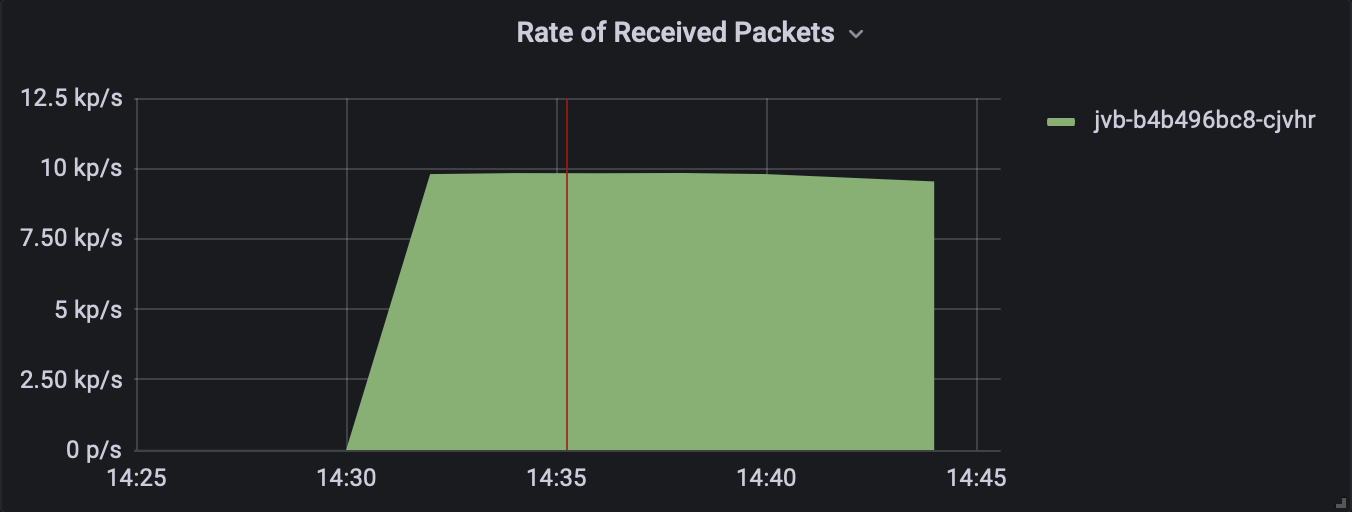 Rate of Received Packets
12.5 kp/s
10 kp/s
7.50 kp/s
5 kp/s
2.50 kp/s
0 p/s
14:25 14:30 14:35 14:40 14:45
jvb-b4b496bc8-cjvhr